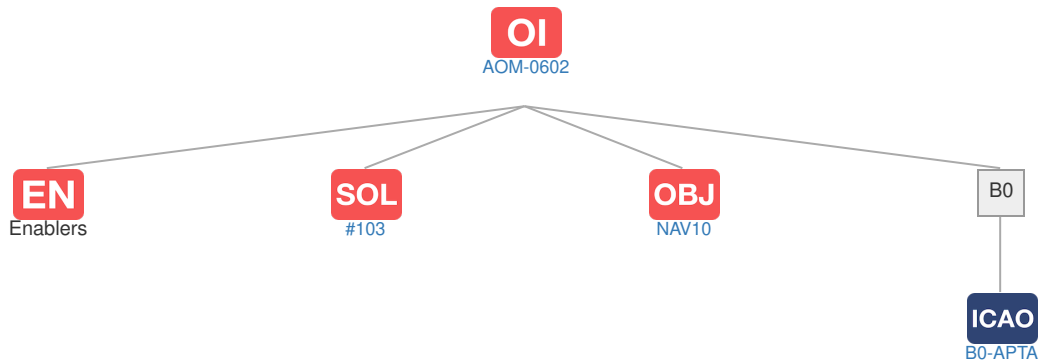 OI
AOM-0602
EN
Enablers
SOL
#103
OBJ
NAV10
B0
ICAO
B0-APTA